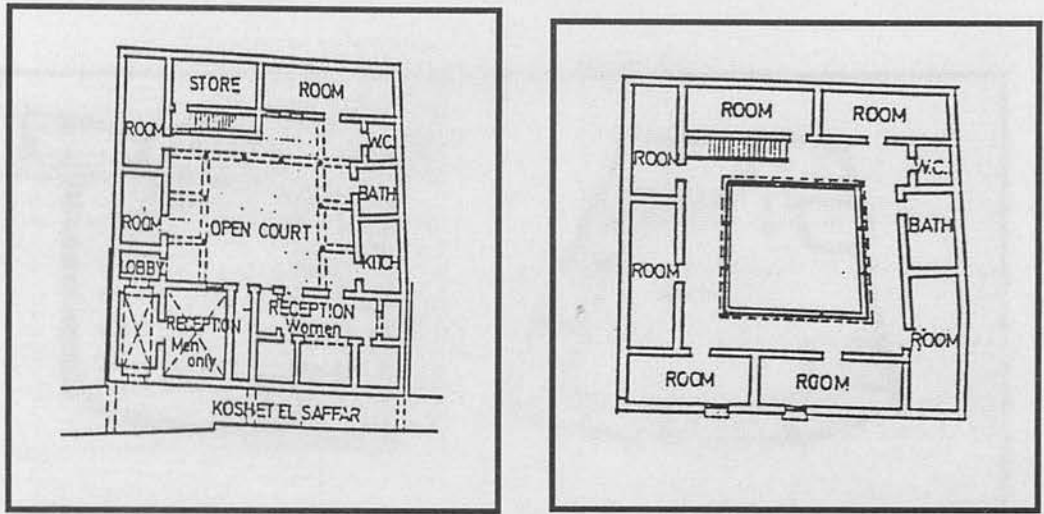 STORE
ROOM
ROOM
W.C.
BATH
ROOM
OPEN COURT
LOBBY
KITCH
RECEPTION
Men
only
RECEPTION
Women
KOSHET EL SAFFAR
ROOM
ROOM
ROOM
W.C.
BATH
ROOM
ROOM
ROOM
ROOM